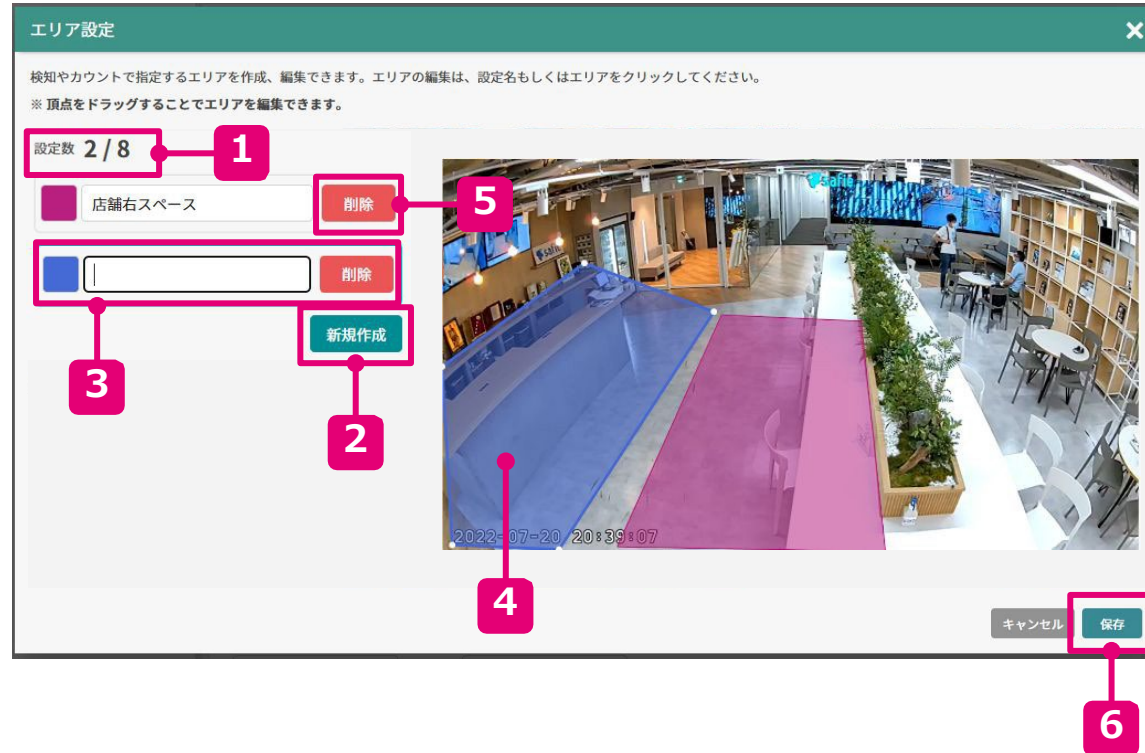 エリア設定
検知やカウントで指定するエリアを作成、編集できます。エリアの編集は、設定名もしくはエリアをクリックしてください。
※ 頂点をドラッグすることでエリアを編集できます。
設定数 2 / 8
1
店舗右スペース
削除
5
Safie
Safie
削除
新規作成
3
2
2022-07-20 20:39:07
4
キャンセル
保存
6